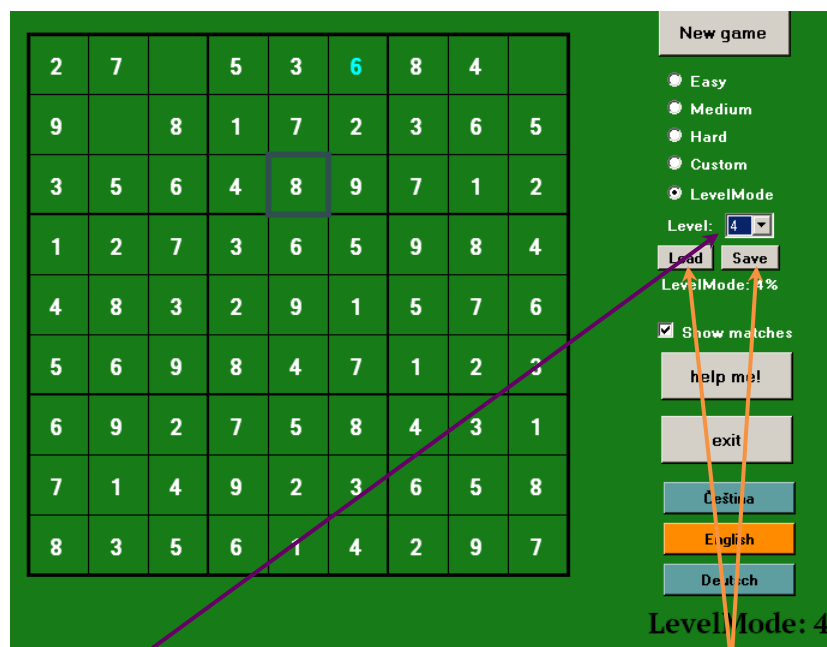 2 7 5 3 6 8 4
9 8 1 7 2 3 6 5
3 5 6 4 8 9 7 1 2
1 2 7 3 6 5 9 8 4
4 8 3 2 9 1 5 7 6
5 6 9 8 4 7 1 2 3
6 9 2 7 5 8 4 3 1
7 1 4 9 2 3 6 5 8
8 3 5 6 1 4 2 9 7
New game
Easy
Medium
Hard
Custom
LevelMode
Level: 4
Load Save
LevelMode: 4%
Show matches
help me!
exit
Čeština
English
Deutsch
LevelMode: 4